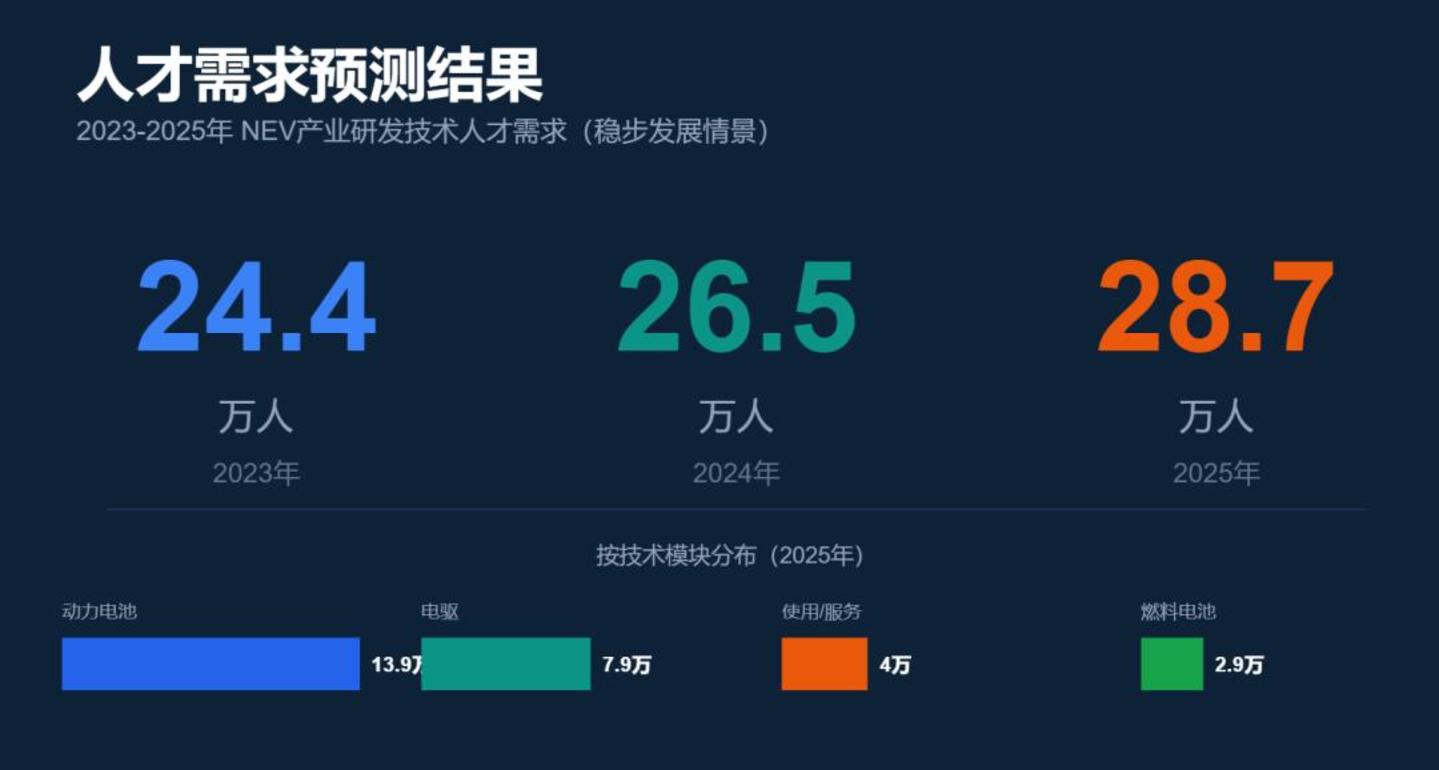 人才需求预测结果
2023-2025年 NEV产业研发技术人才需求（稳步发展情景）
24.4
26.5
28.7
万人
万人
万人
2023年
2024年
2025年
按技术模块分布（2025年）
动力电池
电驱
使用/服务
燃料电池
13.9万
7.9万
4万
2.9万